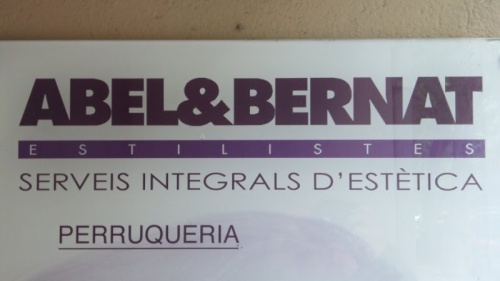 ABEL&BERNAT
ESTILISTES
SERVEIS INTEGRALS D'ESTÈTICA
PERRUQUERIA